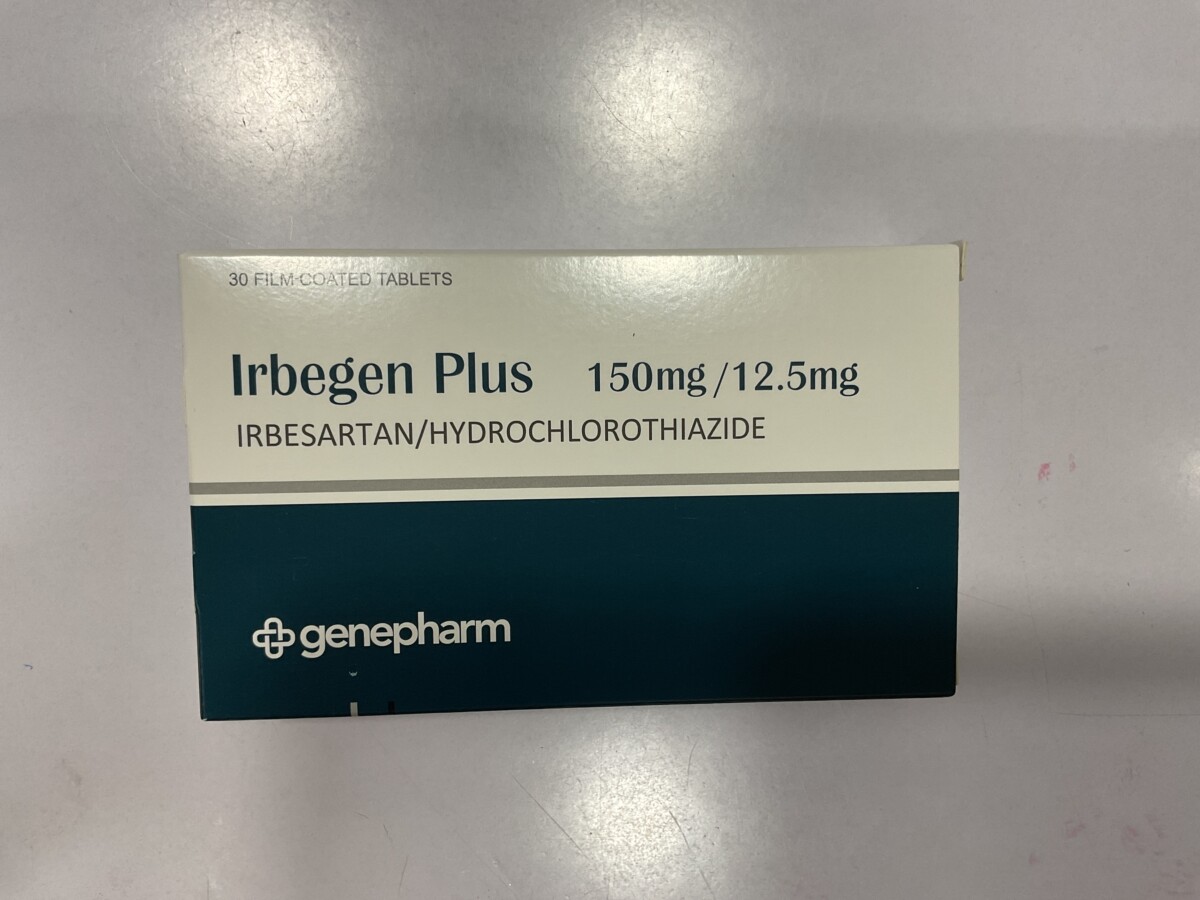 30 FILM-COATED TABLETS
Irbegen Plus 150mg/12.5mg
IRBESARTAN/HYDROCHLOROTHIAZIDE
genepharm